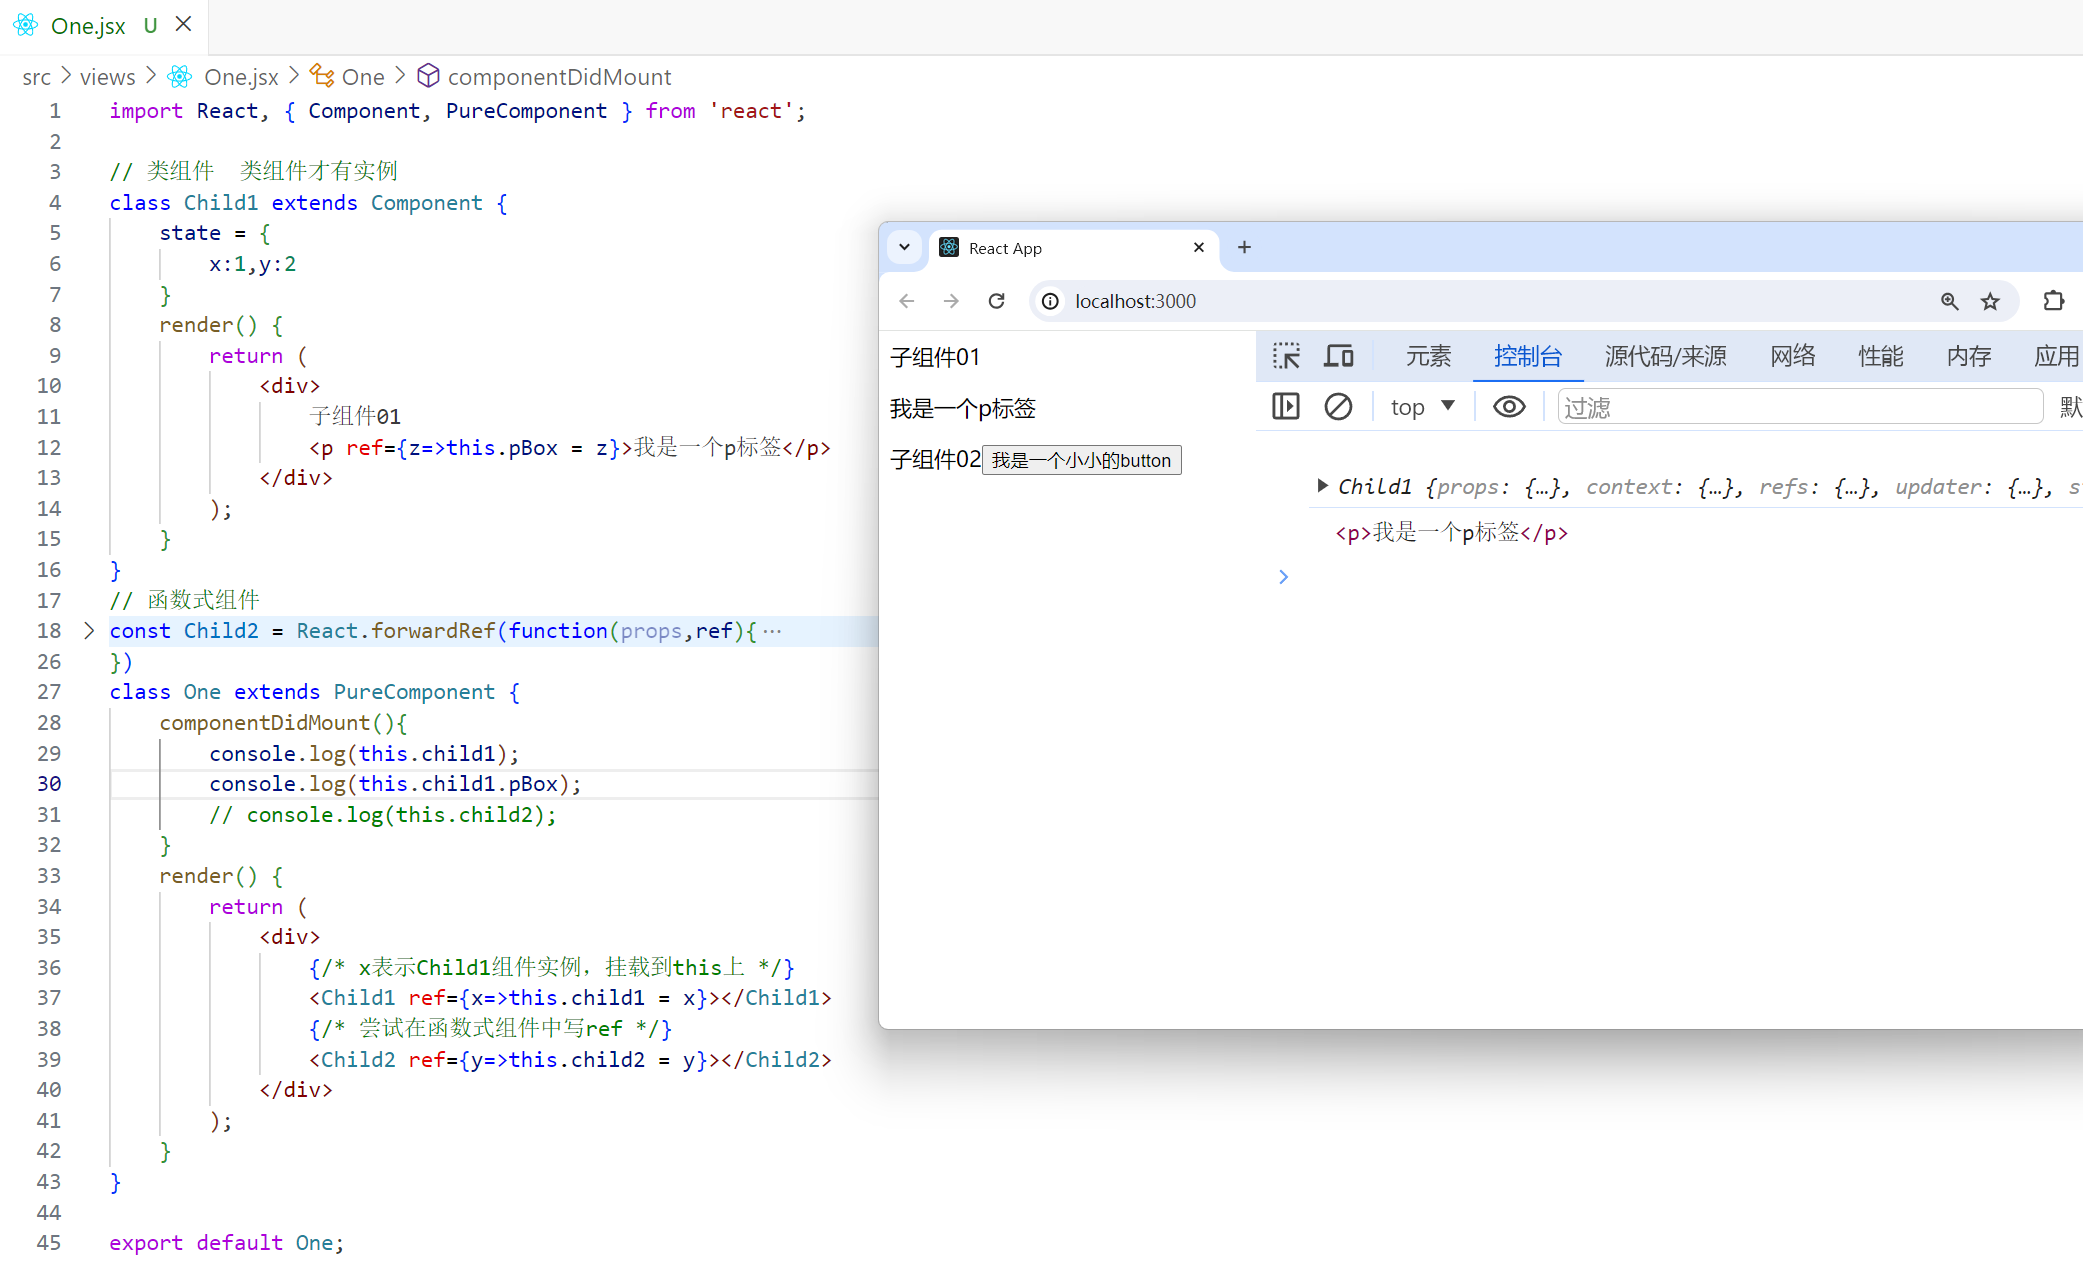 One.jsx U
src > views > One.jsx > One > componentDidMount
1 import React, { Component, PureComponent } from 'react';
2
3 // 类组件  类组件才有实例
4 class Child1 extends Component {
5     state = {
6         x:1,y:2
7     }
8     render() {
9         return (
10             <div>
11                 子组件01
12                 <p ref={z=>this.pBox = z}>我是一个p标签</p>
13             </div>
14         );
15     }
16 }
17 // 函数式组件
18 const Child2 = React.forwardRef(function(props,ref){ ···
26 })
27 class One extends PureComponent {
28     componentDidMount(){
29         console.log(this.child1);
30         console.log(this.child1.pBox);
31         // console.log(this.child2);
32     }
33     render() {
34         return (
35             <div>
36                 {/* x表示Child1组件实例，挂载到this上 */}
37                 <Child1 ref={x=>this.child1 = x}></Child1>
38                 {/* 尝试在函数式组件中写ref */}
39                 <Child2 ref={y=>this.child2 = y}></Child2>
40             </div>
41         );
42     }
43 }
44
45 export default One;
React App
localhost:3000
子组件01
我是一个p标签
子组件02 我是一个小小的button
元素 控制台 源代码/来源 网络 性能 内存 应用
top 过滤 默
Child1 {props: {…}, context: {…}, refs: {…}, updater: {…}, s
<p>我是一个p标签</p>